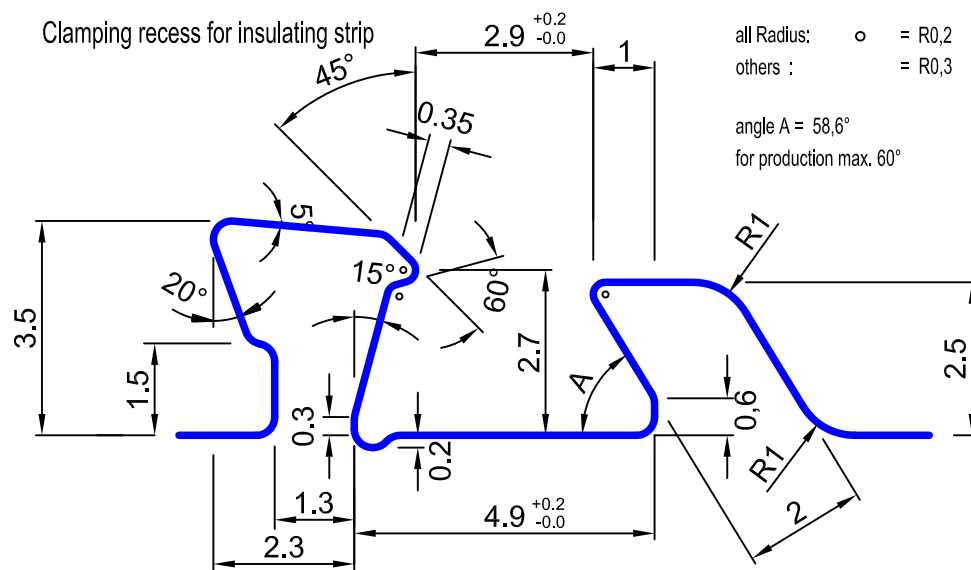 Clamping recess for insulating strip
2.9 +0.2 -0.0
1
all Radius: o = R0,2
others : = R0,3
angle A = 58,6°
for production max. 60°
45°
0.35
5°
R1
15°
60°
20°
3.5
2.7
2.5
1.5
A
0.3
0.2
0,6
R1
1.3
4.9 +0.2 -0.0
2
2.3